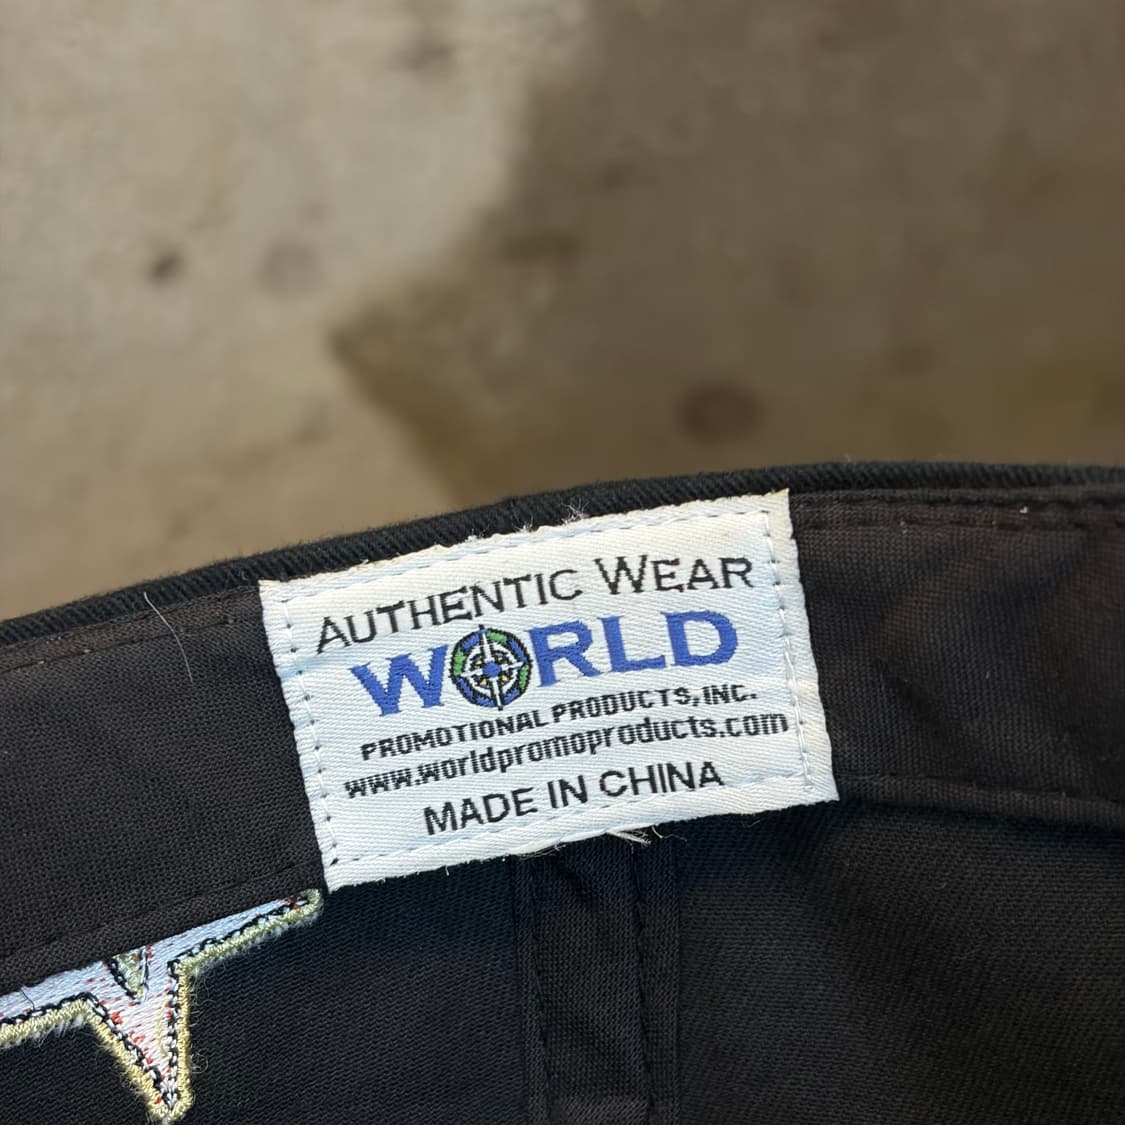 AUTHENTIC WEAR
WORLD
PROMOTIONAL PRODUCTS, INC.
www.worldpromoproducts.com
MADE IN CHINA